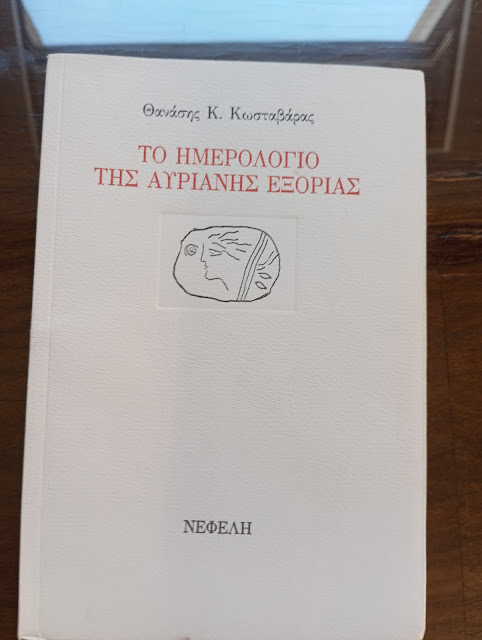 Θανάσης Κ. Κωσταβάρας
ΤΟ ΗΜΕΡΟΛΟΓΙΟ
ΤΗΣ ΑΥΡΙΑΝΗΣ ΕΞΟΡΙΑΣ
ΝΕΦΕΛΗ